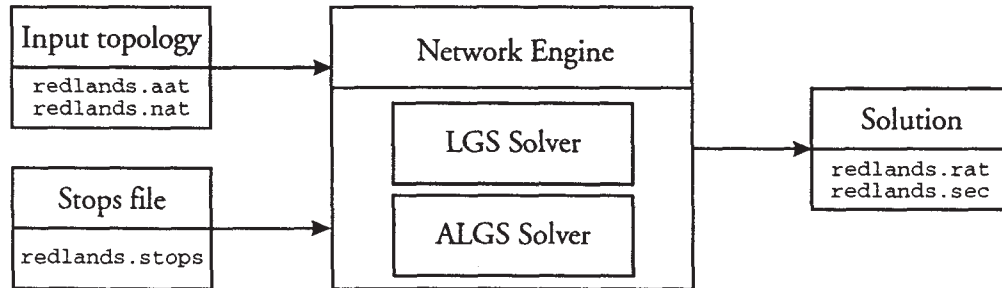 Input topology
redlands.aat
redlands.nat
Stops file
redlands.stops
Network Engine
LGS Solver
ALGS Solver
Solution
redlands.rat
redlands.sec